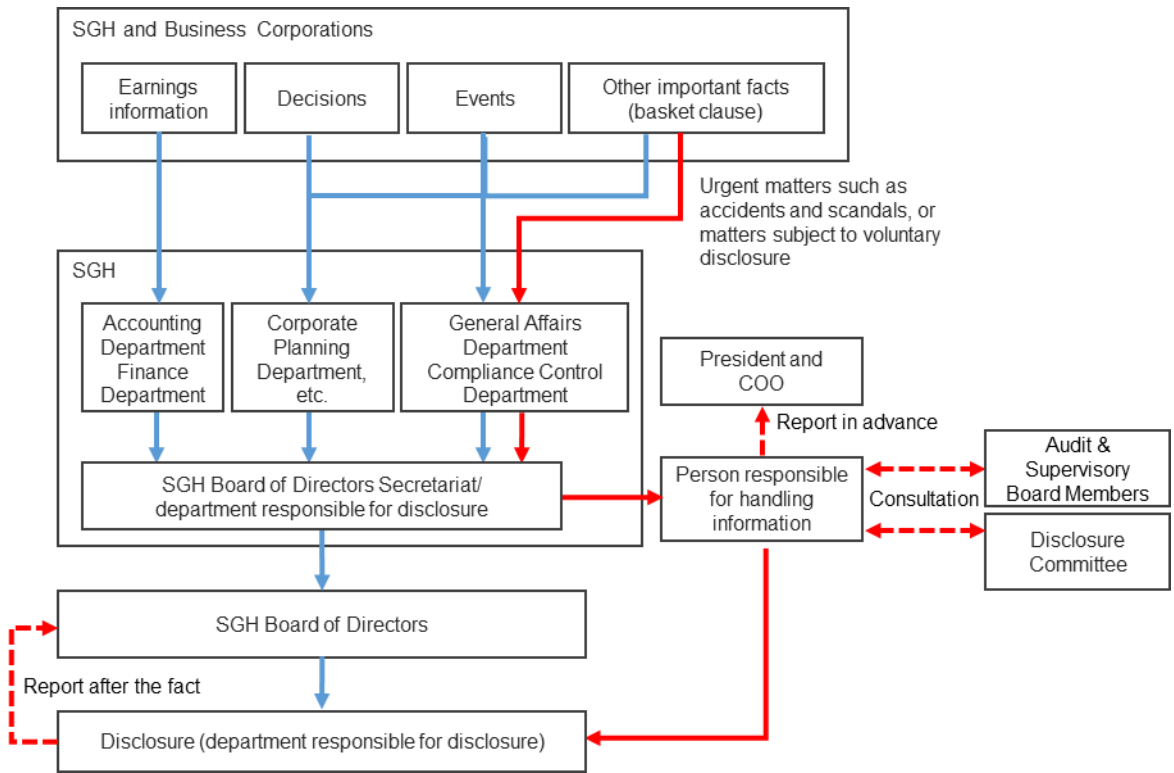 SGH and Business Corporations
Earnings
information
Decisions
Events
Other important facts
(basket clause)
Urgent matters such as
accidents and scandals, or
matters subject to voluntary
disclosure
SGH
Accounting
Department
Finance
Department
Corporate
Planning
Department,
etc.
General Affairs
Department
Compliance Control
Department
President and
COO
Report in advance
SGH Board of Directors Secretariat/
department responsible for disclosure
Person responsible
for handling
information
Consultation
Audit &
Supervisory
Board Members
Disclosure
Committee
SGH Board of Directors
Report after the fact
Disclosure (department responsible for disclosure)